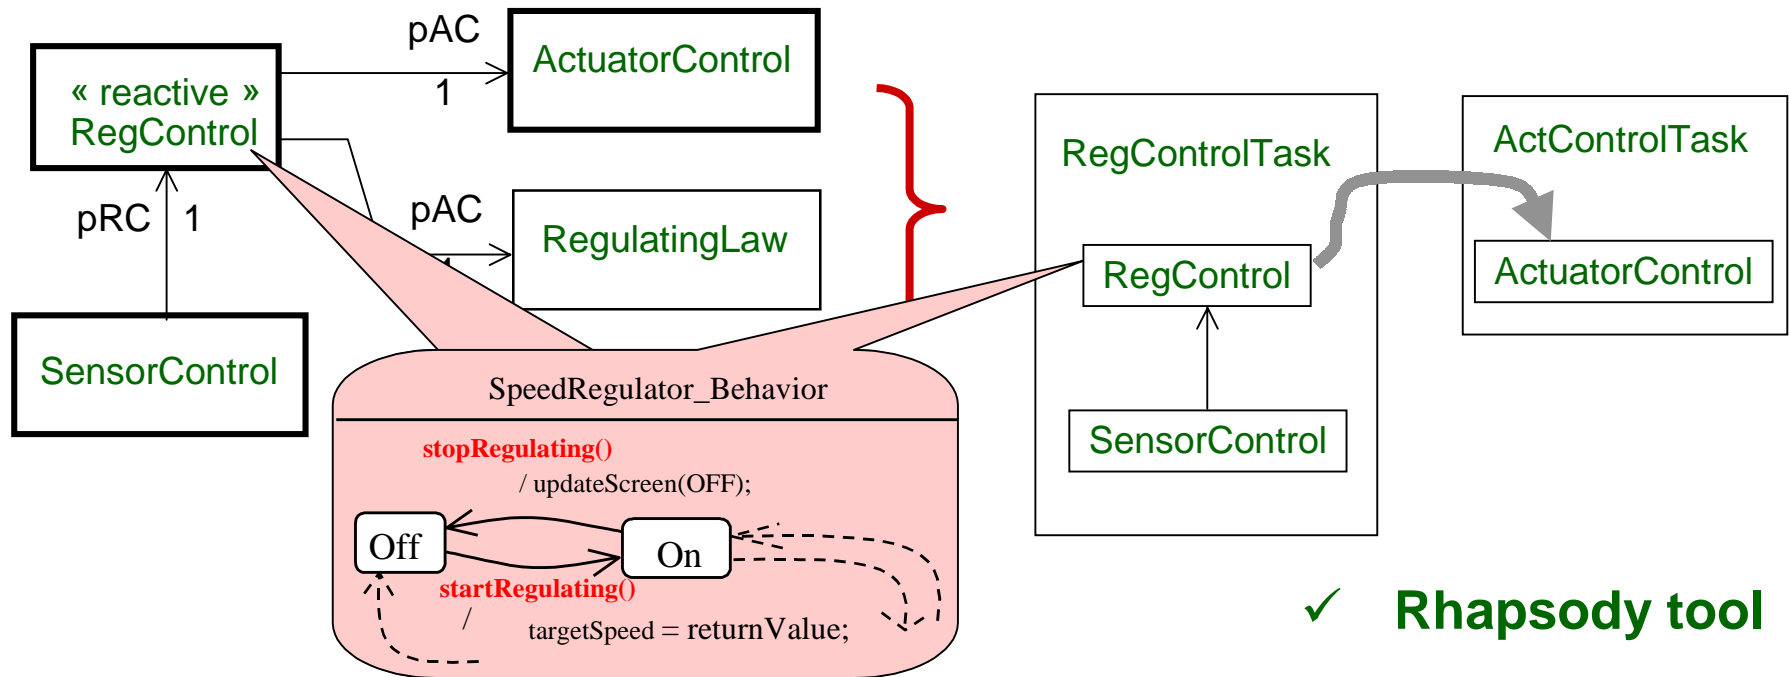 pAC
ActuatorControl
1
« reactive »
RegControl
pRC 1
pAC
RegulatingLaw
SensorControl
SpeedRegulator_Behavior
stopRegulating()
/ updateScreen(OFF);
Off
On
startRegulating()
/
targetSpeed = returnValue;
RegControlTask
RegControl
SensorControl
ActControlTask
ActuatorControl
✓ Rhapsody tool